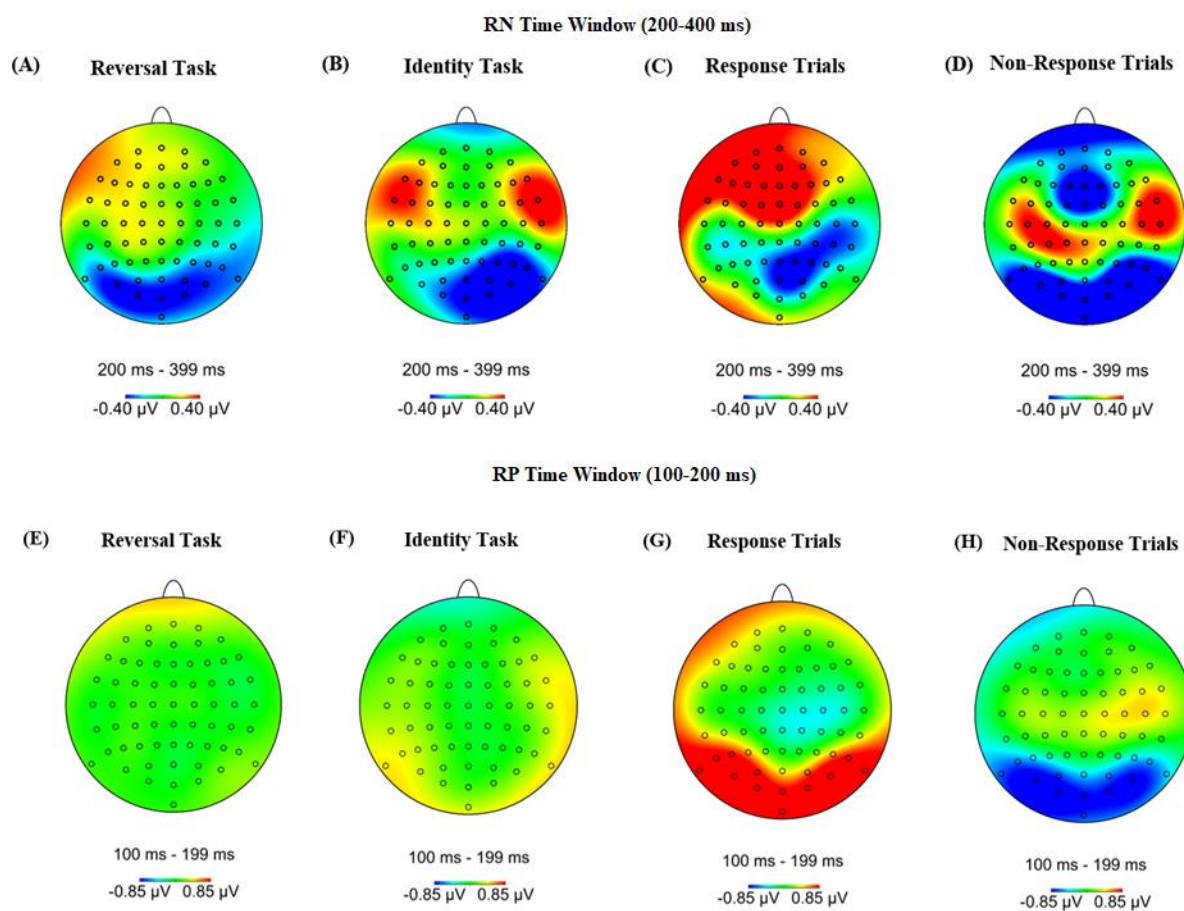 RN Time Window (200-400 ms)
(A) Reversal Task (B) Identity Task (C) Response Trials (D) Non-Response Trials
200 ms - 399 ms 200 ms - 399 ms 200 ms - 399 ms 200 ms - 399 ms
-0.40 µV 0.40 µV -0.40 µV 0.40 µV -0.40 µV 0.40 µV -0.40 µV 0.40 µV
RP Time Window (100-200 ms)
(E) Reversal Task (F) Identity Task (G) Response Trials (H) Non-Response Trials
100 ms - 199 ms 100 ms - 199 ms 100 ms - 199 ms 100 ms - 199 ms
-0.85 µV 0.85 µV -0.85 µV 0.85 µV -0.85 µV 0.85 µV -0.85 µV 0.85 µV